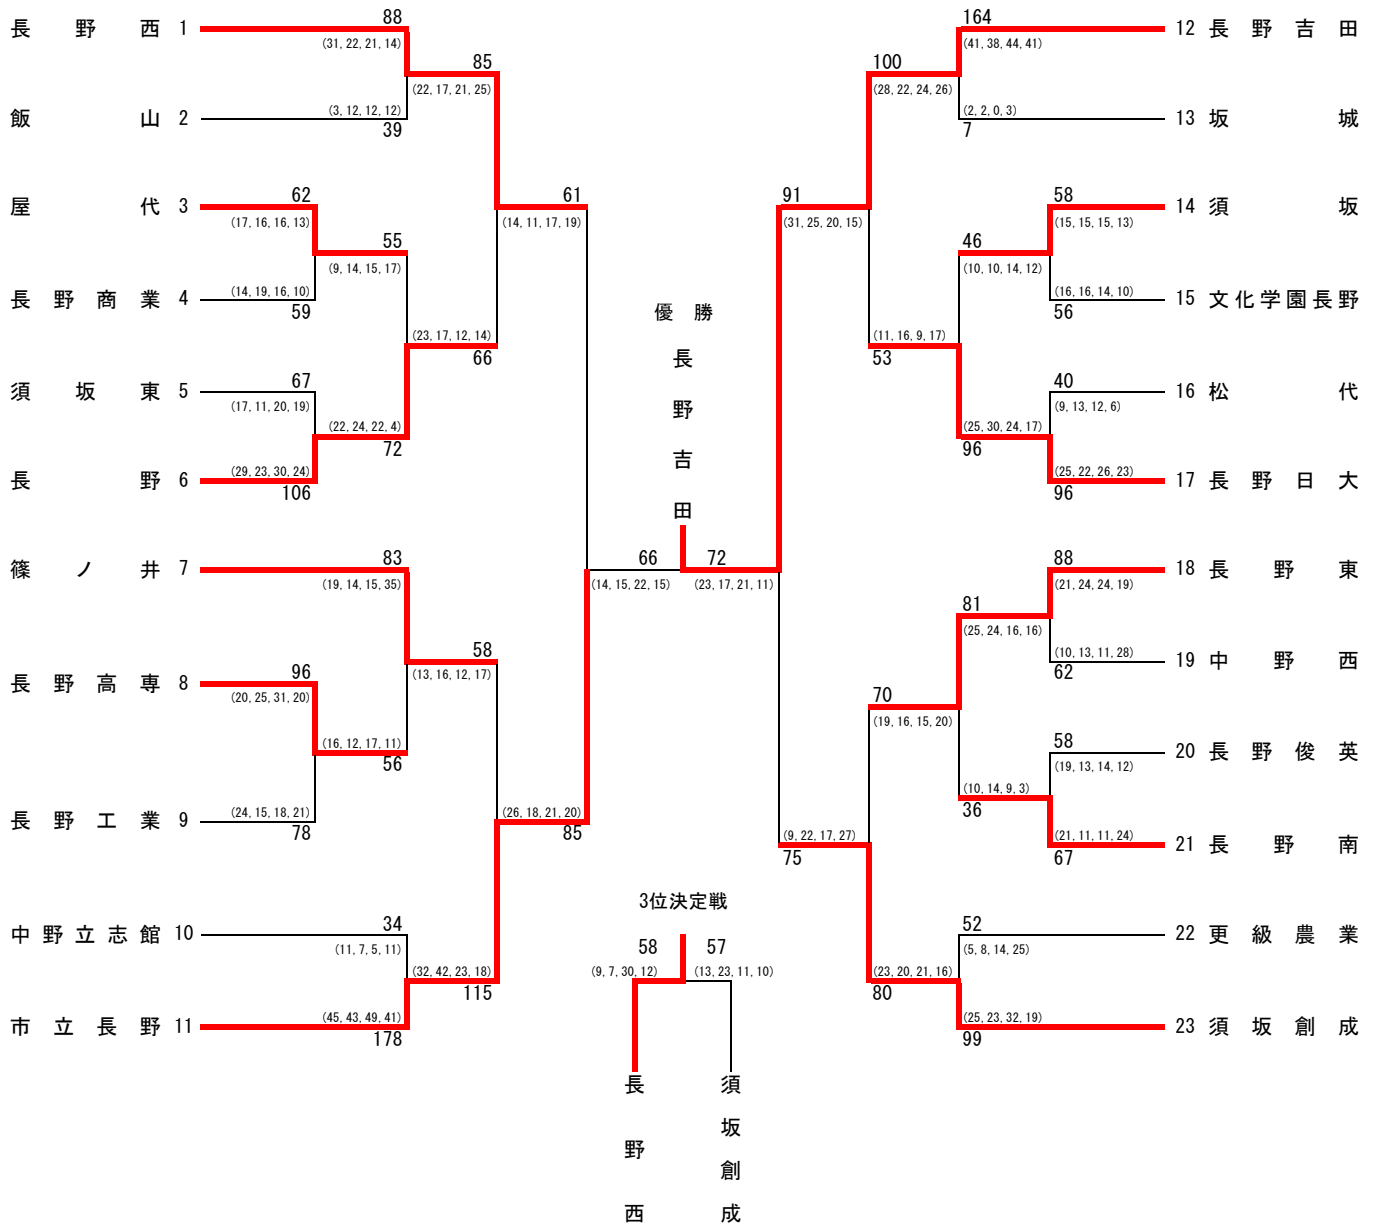 長野西 1
88
(31, 22, 21, 14)
85
(22, 17, 21, 25)
飯山 2
(3, 12, 12, 12)
39
屋代 3
62
(17, 16, 16, 13)
55
(9, 14, 15, 17)
61
(14, 11, 17, 19)
長野商業 4
(14, 19, 16, 10)
59
(23, 17, 12, 14)
66
須坂東 5
67
(17, 11, 20, 19)
(22, 24, 22, 4)
72
長野 6
(29, 23, 30, 24)
106
篠ノ井 7
83
(19, 14, 15, 35)
58
(13, 16, 12, 17)
長野高専 8
96
(20, 25, 31, 20)
(16, 12, 17, 11)
56
長野工業 9
(24, 15, 18, 21)
78
(26, 18, 21, 20)
85
中野立志館 10
34
(11, 7, 5, 11)
(32, 42, 23, 18)
115
市立長野 11
(45, 43, 49, 41)
178
優勝
長野吉田
66
(14, 15, 22, 15)
72
(23, 17, 21, 11)
3位決定戦
58
(9, 7, 30, 12)
57
(13, 23, 11, 10)
長野西
須坂創成
164
(41, 38, 44, 41)
12 長野吉田
100
(28, 22, 24, 26)
(2, 2, 0, 3)
7
13 坂城
91
(31, 25, 20, 15)
58
(15, 15, 15, 13)
14 須坂
46
(10, 10, 14, 12)
(16, 16, 14, 10)
56
15 文化学園長野
(11, 16, 9, 17)
53
40
(9, 13, 12, 6)
16 松代
(25, 30, 24, 17)
96
(25, 22, 26, 23)
96
17 長野日大
88
(21, 24, 24, 19)
18 長野東
81
(25, 24, 16, 16)
(10, 13, 11, 28)
62
19 中野西
70
(19, 16, 15, 20)
58
(19, 13, 14, 12)
20 長野俊英
(10, 14, 9, 3)
36
(21, 11, 11, 24)
67
21 長野南
(9, 22, 17, 27)
75
52
(5, 8, 14, 25)
22 更級農業
(23, 20, 21, 16)
80
(25, 23, 32, 19)
99
23 須坂創成